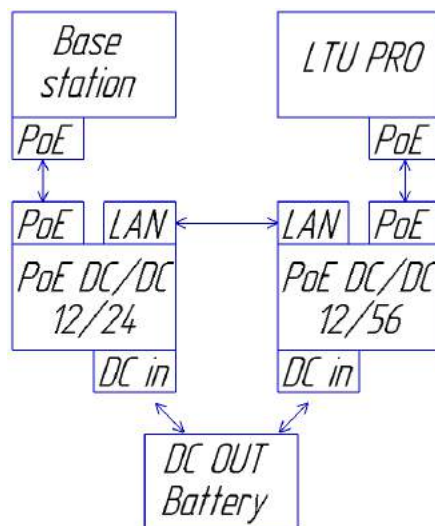 Base
station
LTU PRO
PoE
PoE
PoE
LAN
LAN
PoE
PoE DC/DC
12/24
PoE DC/DC
12/56
DC in
DC in
DC OUT
Battery